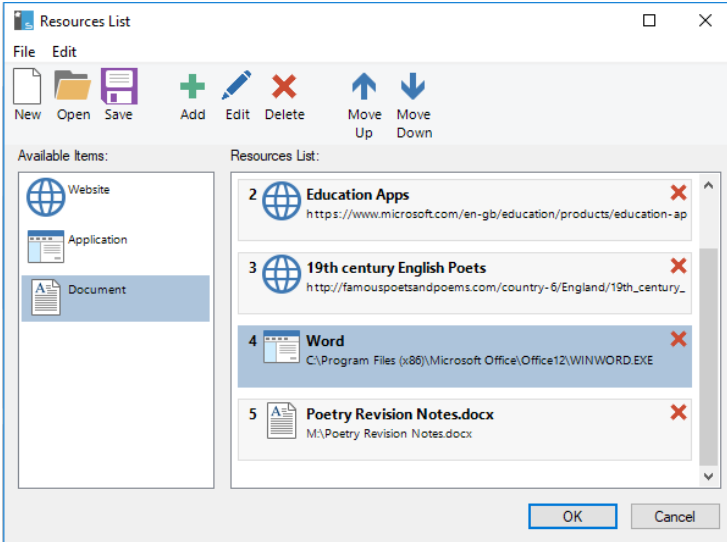 Resources List
File Edit
New Open Save Add Edit Delete Move Up Move Down
Available Items:
Website
Application
Document
Resources List:
2 Education Apps
https://www.microsoft.com/en-gb/education/products/education-ap
3 19th century English Poets
http://famouspoetsandpoems.com/country-6/England/19th_century_
4 Word
C:\Program Files (x86)\Microsoft Office\Office12\WINWORD.EXE
5 Poetry Revision Notes.docx
M:\Poetry Revision Notes.docx
OK Cancel